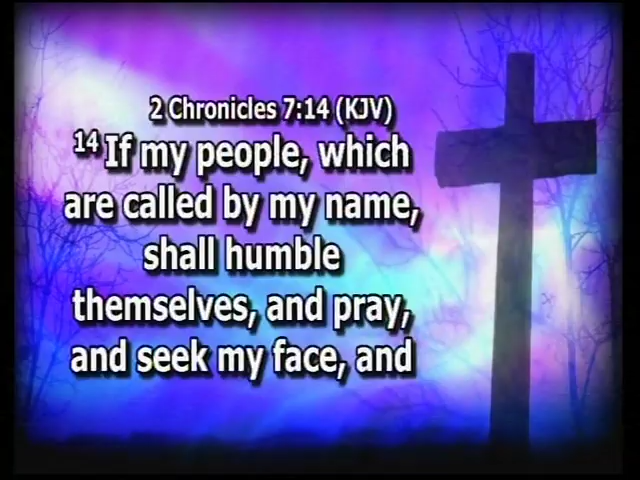 2 Chronicles 7:14 (KJV)
14 If my people, which
are called by my name,
shall humble
themselves, and pray,
and seek my face, and